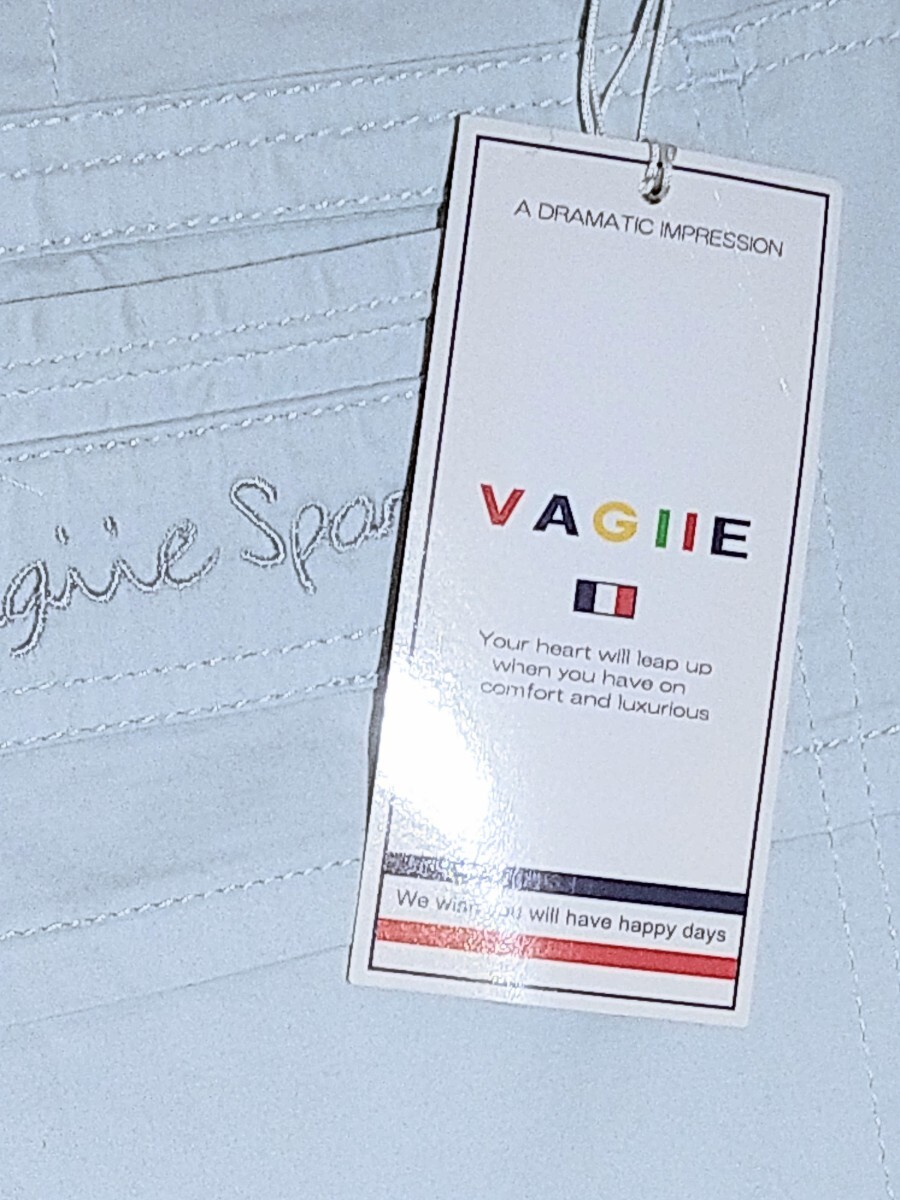 A DRAMATIC IMPRESSION
VAGIIE
Your heart will leap up
when you have on
comfort and luxurious
We will have happy days
giie Spor